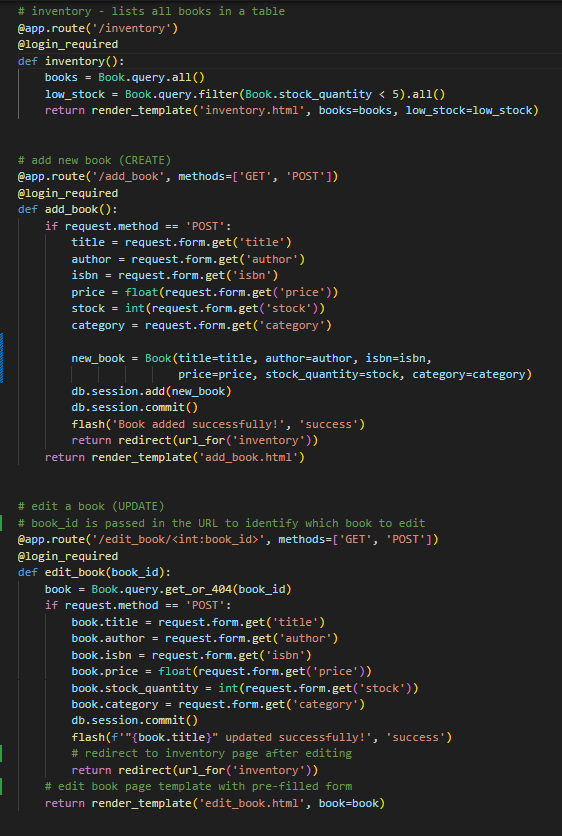 # inventory - lists all books in a table
@app.route('/inventory')
@login_required
def inventory():
    books = Book.query.all()
    low_stock = Book.query.filter(Book.stock_quantity < 5).all()
    return render_template('inventory.html', books=books, low_stock=low_stock)
# add new book (CREATE)
@app.route('/add_book', methods=['GET', 'POST'])
@login_required
def add_book():
    if request.method == 'POST':
        title = request.form.get('title')
        author = request.form.get('author')
        isbn = request.form.get('isbn')
        price = float(request.form.get('price'))
        stock = int(request.form.get('stock'))
        category = request.form.get('category')
        new_book = Book(title=title, author=author, isbn=isbn,
                        price=price, stock_quantity=stock, category=category)
        db.session.add(new_book)
        db.session.commit()
        flash('Book added successfully!', 'success')
        return redirect(url_for('inventory'))
    return render_template('add_book.html')
# edit a book (UPDATE)
# book_id is passed in the URL to identify which book to edit
@app.route('/edit_book/<int:book_id>', methods=['GET', 'POST'])
@login_required
def edit_book(book_id):
    book = Book.query.get_or_404(book_id)
    if request.method == 'POST':
        book.title = request.form.get('title')
        book.author = request.form.get('author')
        book.isbn = request.form.get('isbn')
        book.price = float(request.form.get('price'))
        book.stock_quantity = int(request.form.get('stock'))
        book.category = request.form.get('category')
        db.session.commit()
        flash(f'"{book.title}" updated successfully!', 'success')
        # redirect to inventory page after editing
        return redirect(url_for('inventory'))
    # edit book page template with pre-filled form
    return render_template('edit_book.html', book=book)